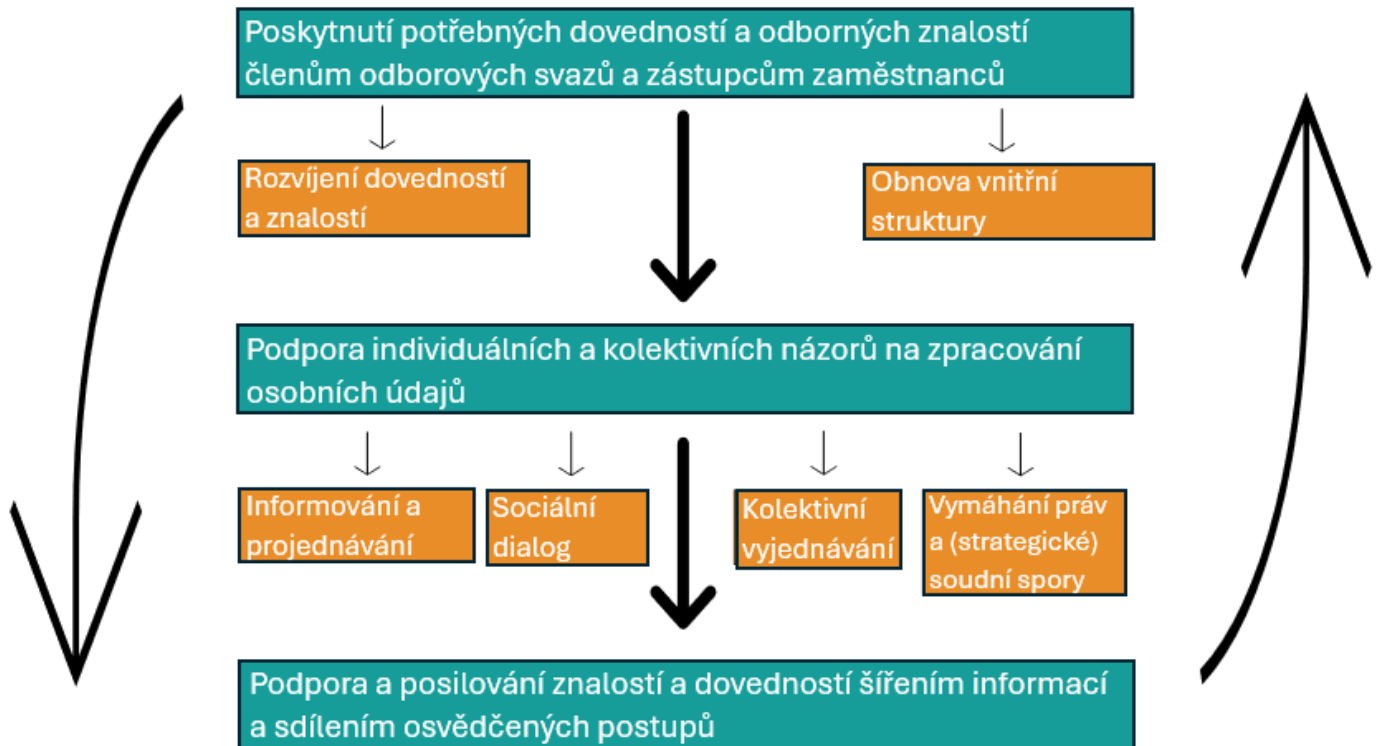 Poskytnutí potřebných dovedností a odborných znalostí
členům odborových svazů a zástupcům zaměstnanců
Rozvíjení dovedností
a znalostí
Obnova vnitřní
struktury
Podpora individuálních a kolektivních názorů na zpracování
osobních údajů
Informování a
projednávání
Sociální
dialog
Kolektivní
vyjednávání
Vymáhání práv
a (strategické)
soudní spory
Podpora a posilování znalostí a dovedností šířením informací
a sdílením osvědčených postupů